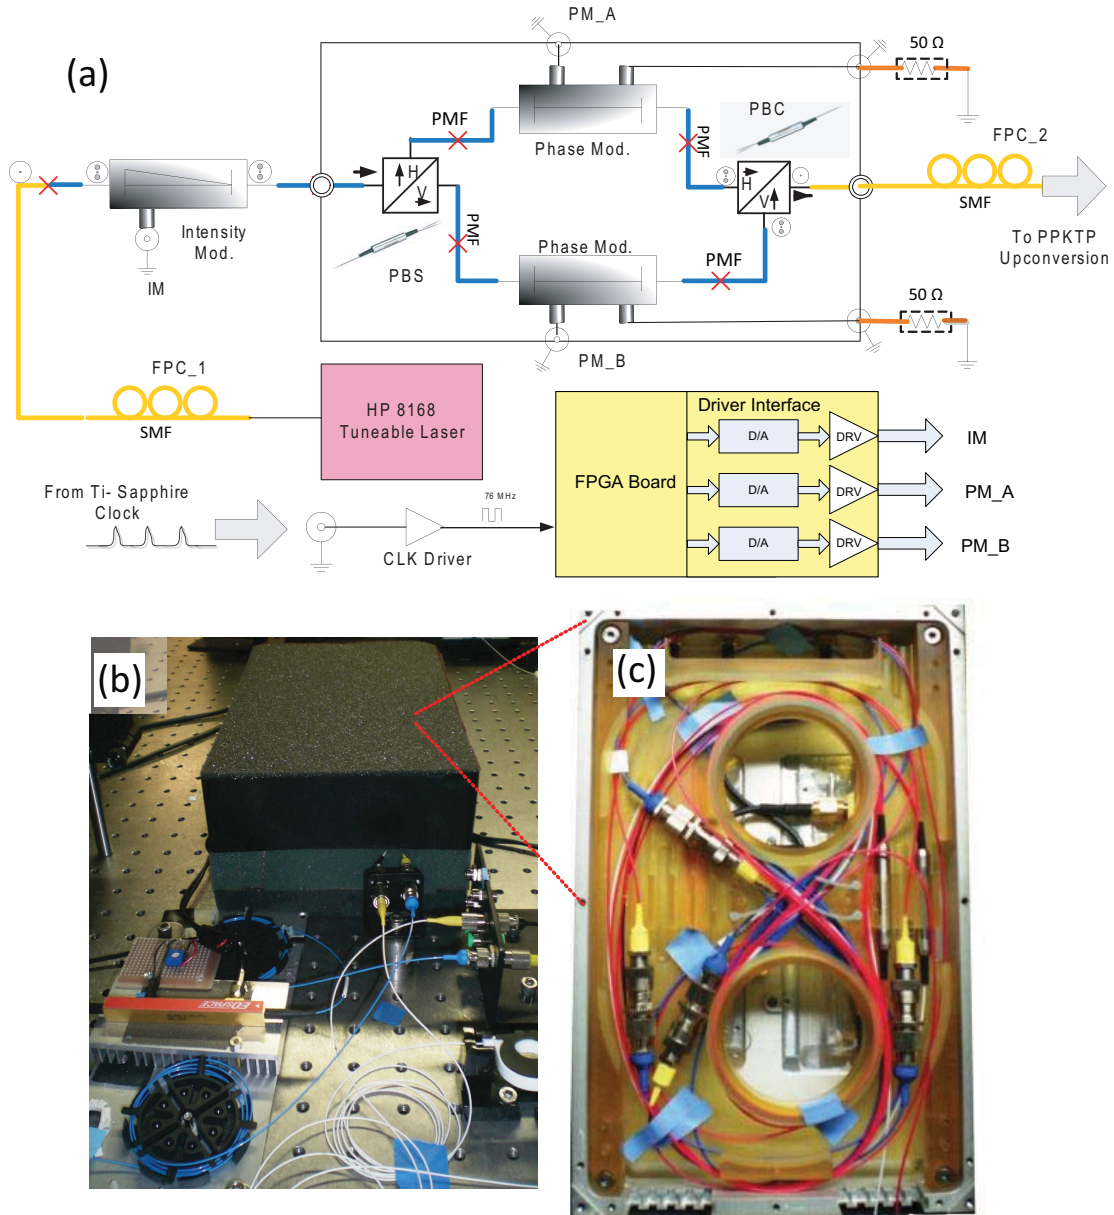 (a)
PM_A
50 Ω
PMF
PBC
FPC_2
Phase Mod.
PMF
H
V
H
V
SMF
Intensity
Mod.
PMF
Phase Mod.
PMF
To PPKTP
Upconversion
PBS
IM
50 Ω
PM_B
FPC_1
SMF
HP 8168
Tuneable Laser
Driver Interface
D/A
DRV
IM
FPGA Board
D/A
DRV
PM_A
D/A
DRV
PM_B
From Ti- Sapphire
Clock
76 MHz
CLK Driver
(b)
(c)
EOSPACE